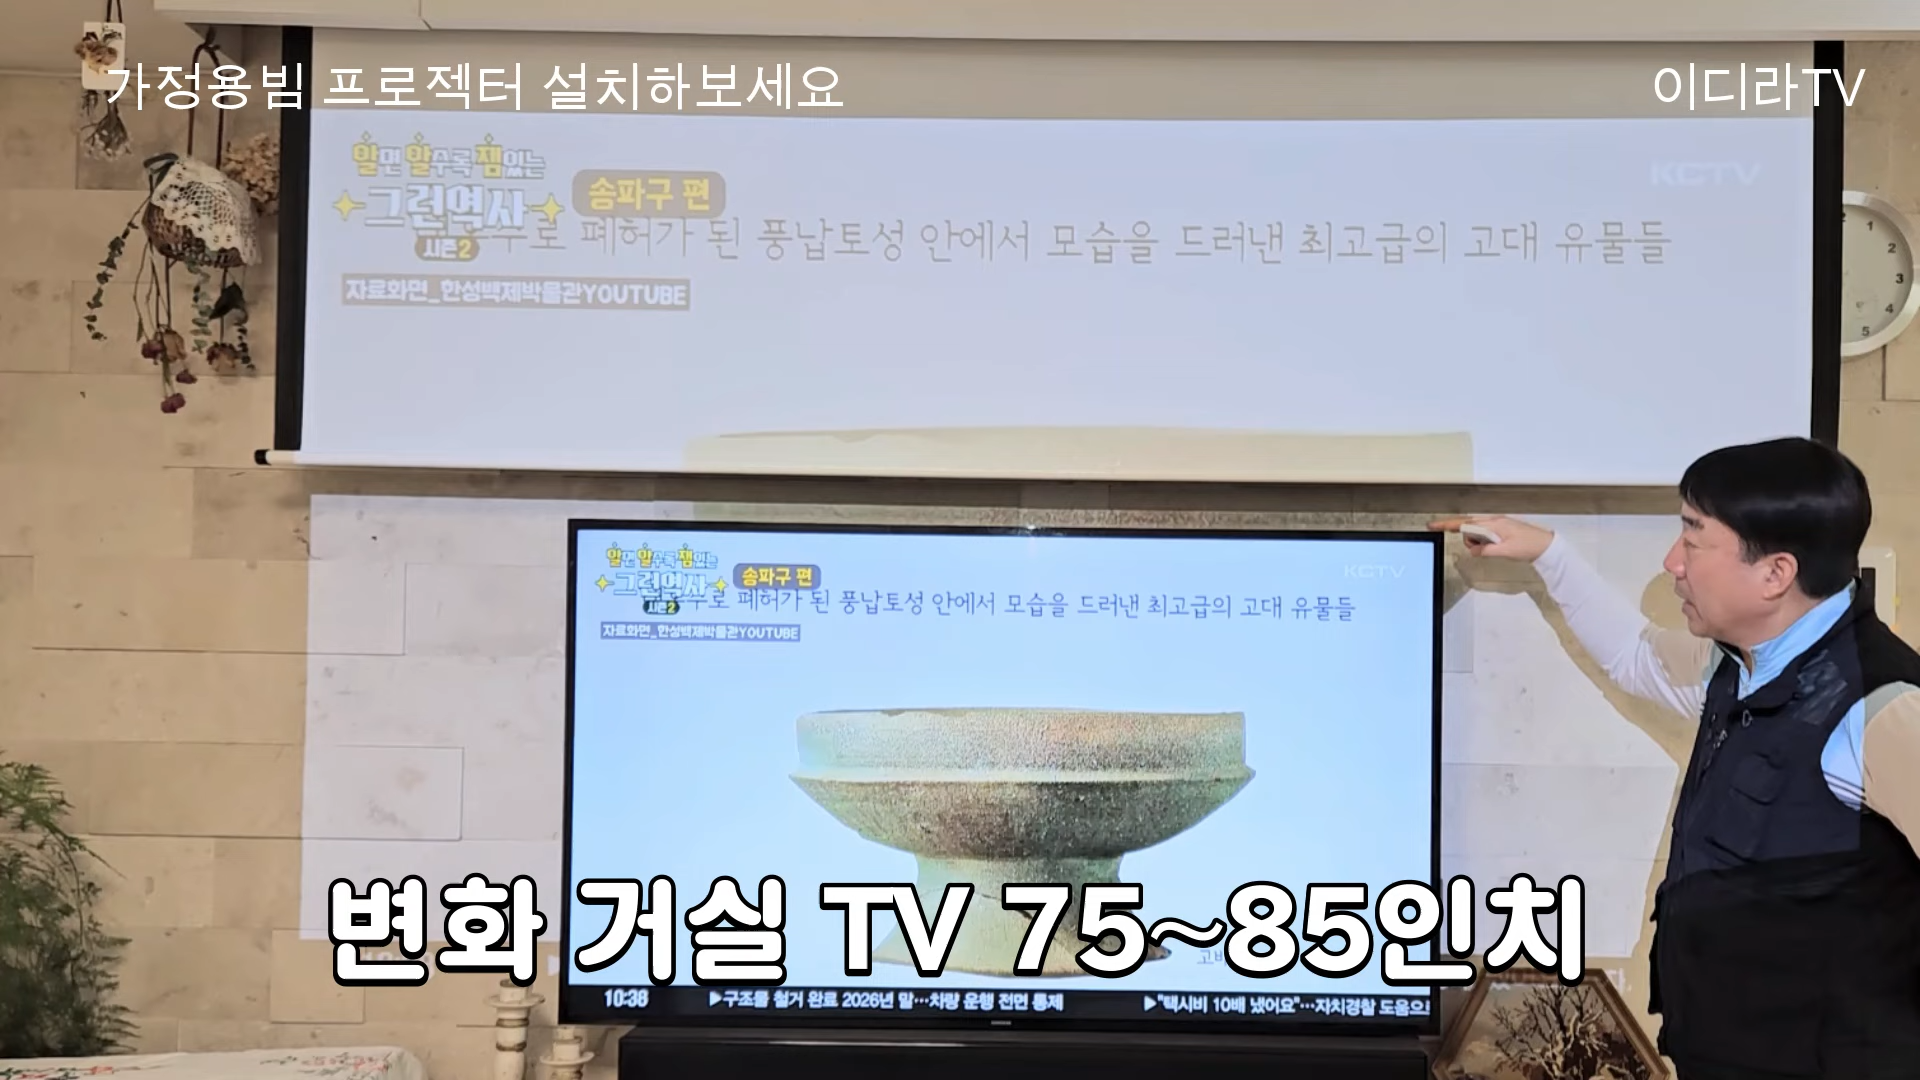 가정용빔 프로젝터 설치하보세요
이디라TV
알면 알수록 잼있는
그런역사
시즌2
송파구 편
KCTV
로 폐허가 된 풍납토성 안에서 모습을 드러낸 최고급의 고대 유물들
자료화면_한성백제박물관YOUTUBE
1
2
3
4
5
알면 알수록 잼있는
그런역사
시즌2
송파구 편
KCTV
로 폐허가 된 풍납토성 안에서 모습을 드러낸 최고급의 고대 유물들
자료화면_한성백제박물관YOUTUBE
변화 거실 TV 75~85인치
10:36
▶구조물 철거 완료 2026년 말…차량 운행 전면 통제
▶"택시비 10배 냈어요"…자치경찰 도움으